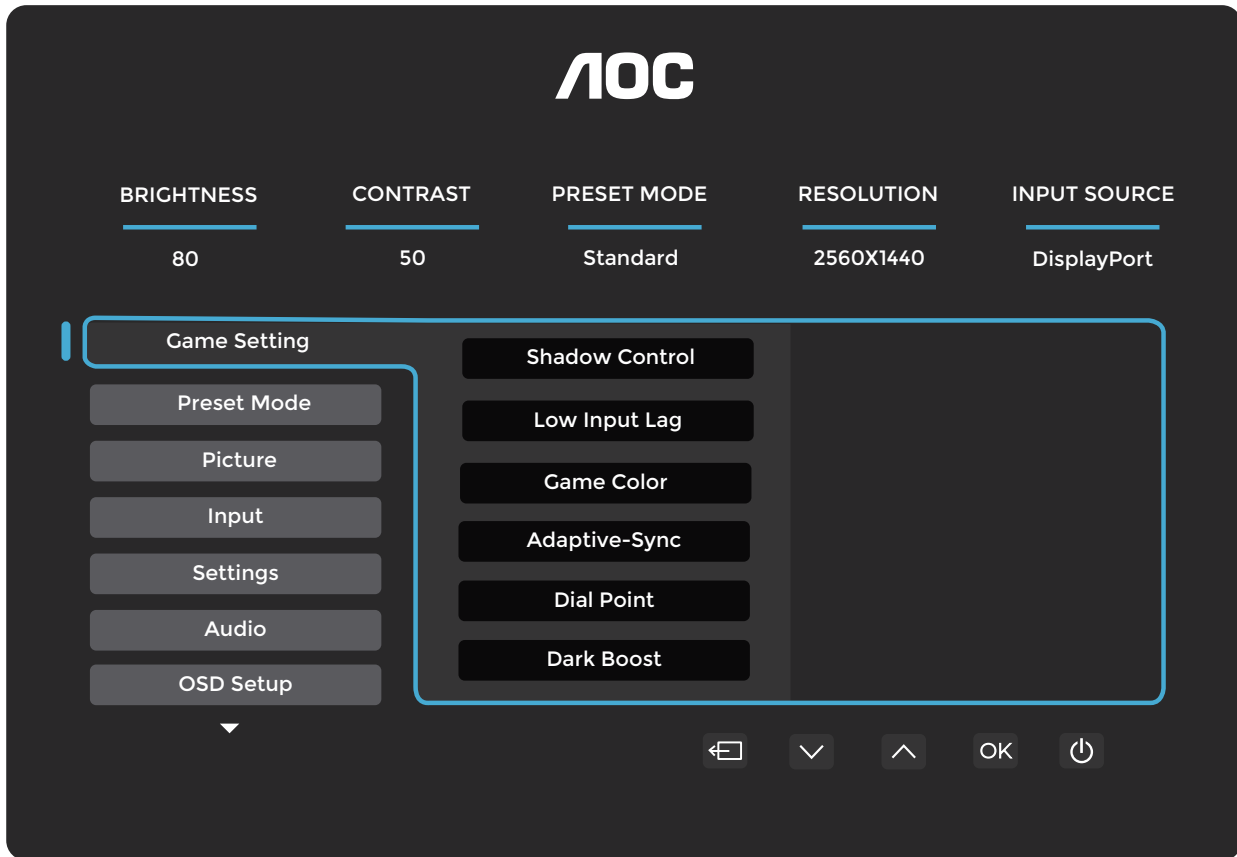 AOC
BRIGHTNESS CONTRAST PRESET MODE RESOLUTION INPUT SOURCE
80 50 Standard 2560X1440 DisplayPort
Game Setting
Preset Mode
Picture
Input
Settings
Audio
OSD Setup
Shadow Control
Low Input Lag
Game Color
Adaptive-Sync
Dial Point
Dark Boost
OK